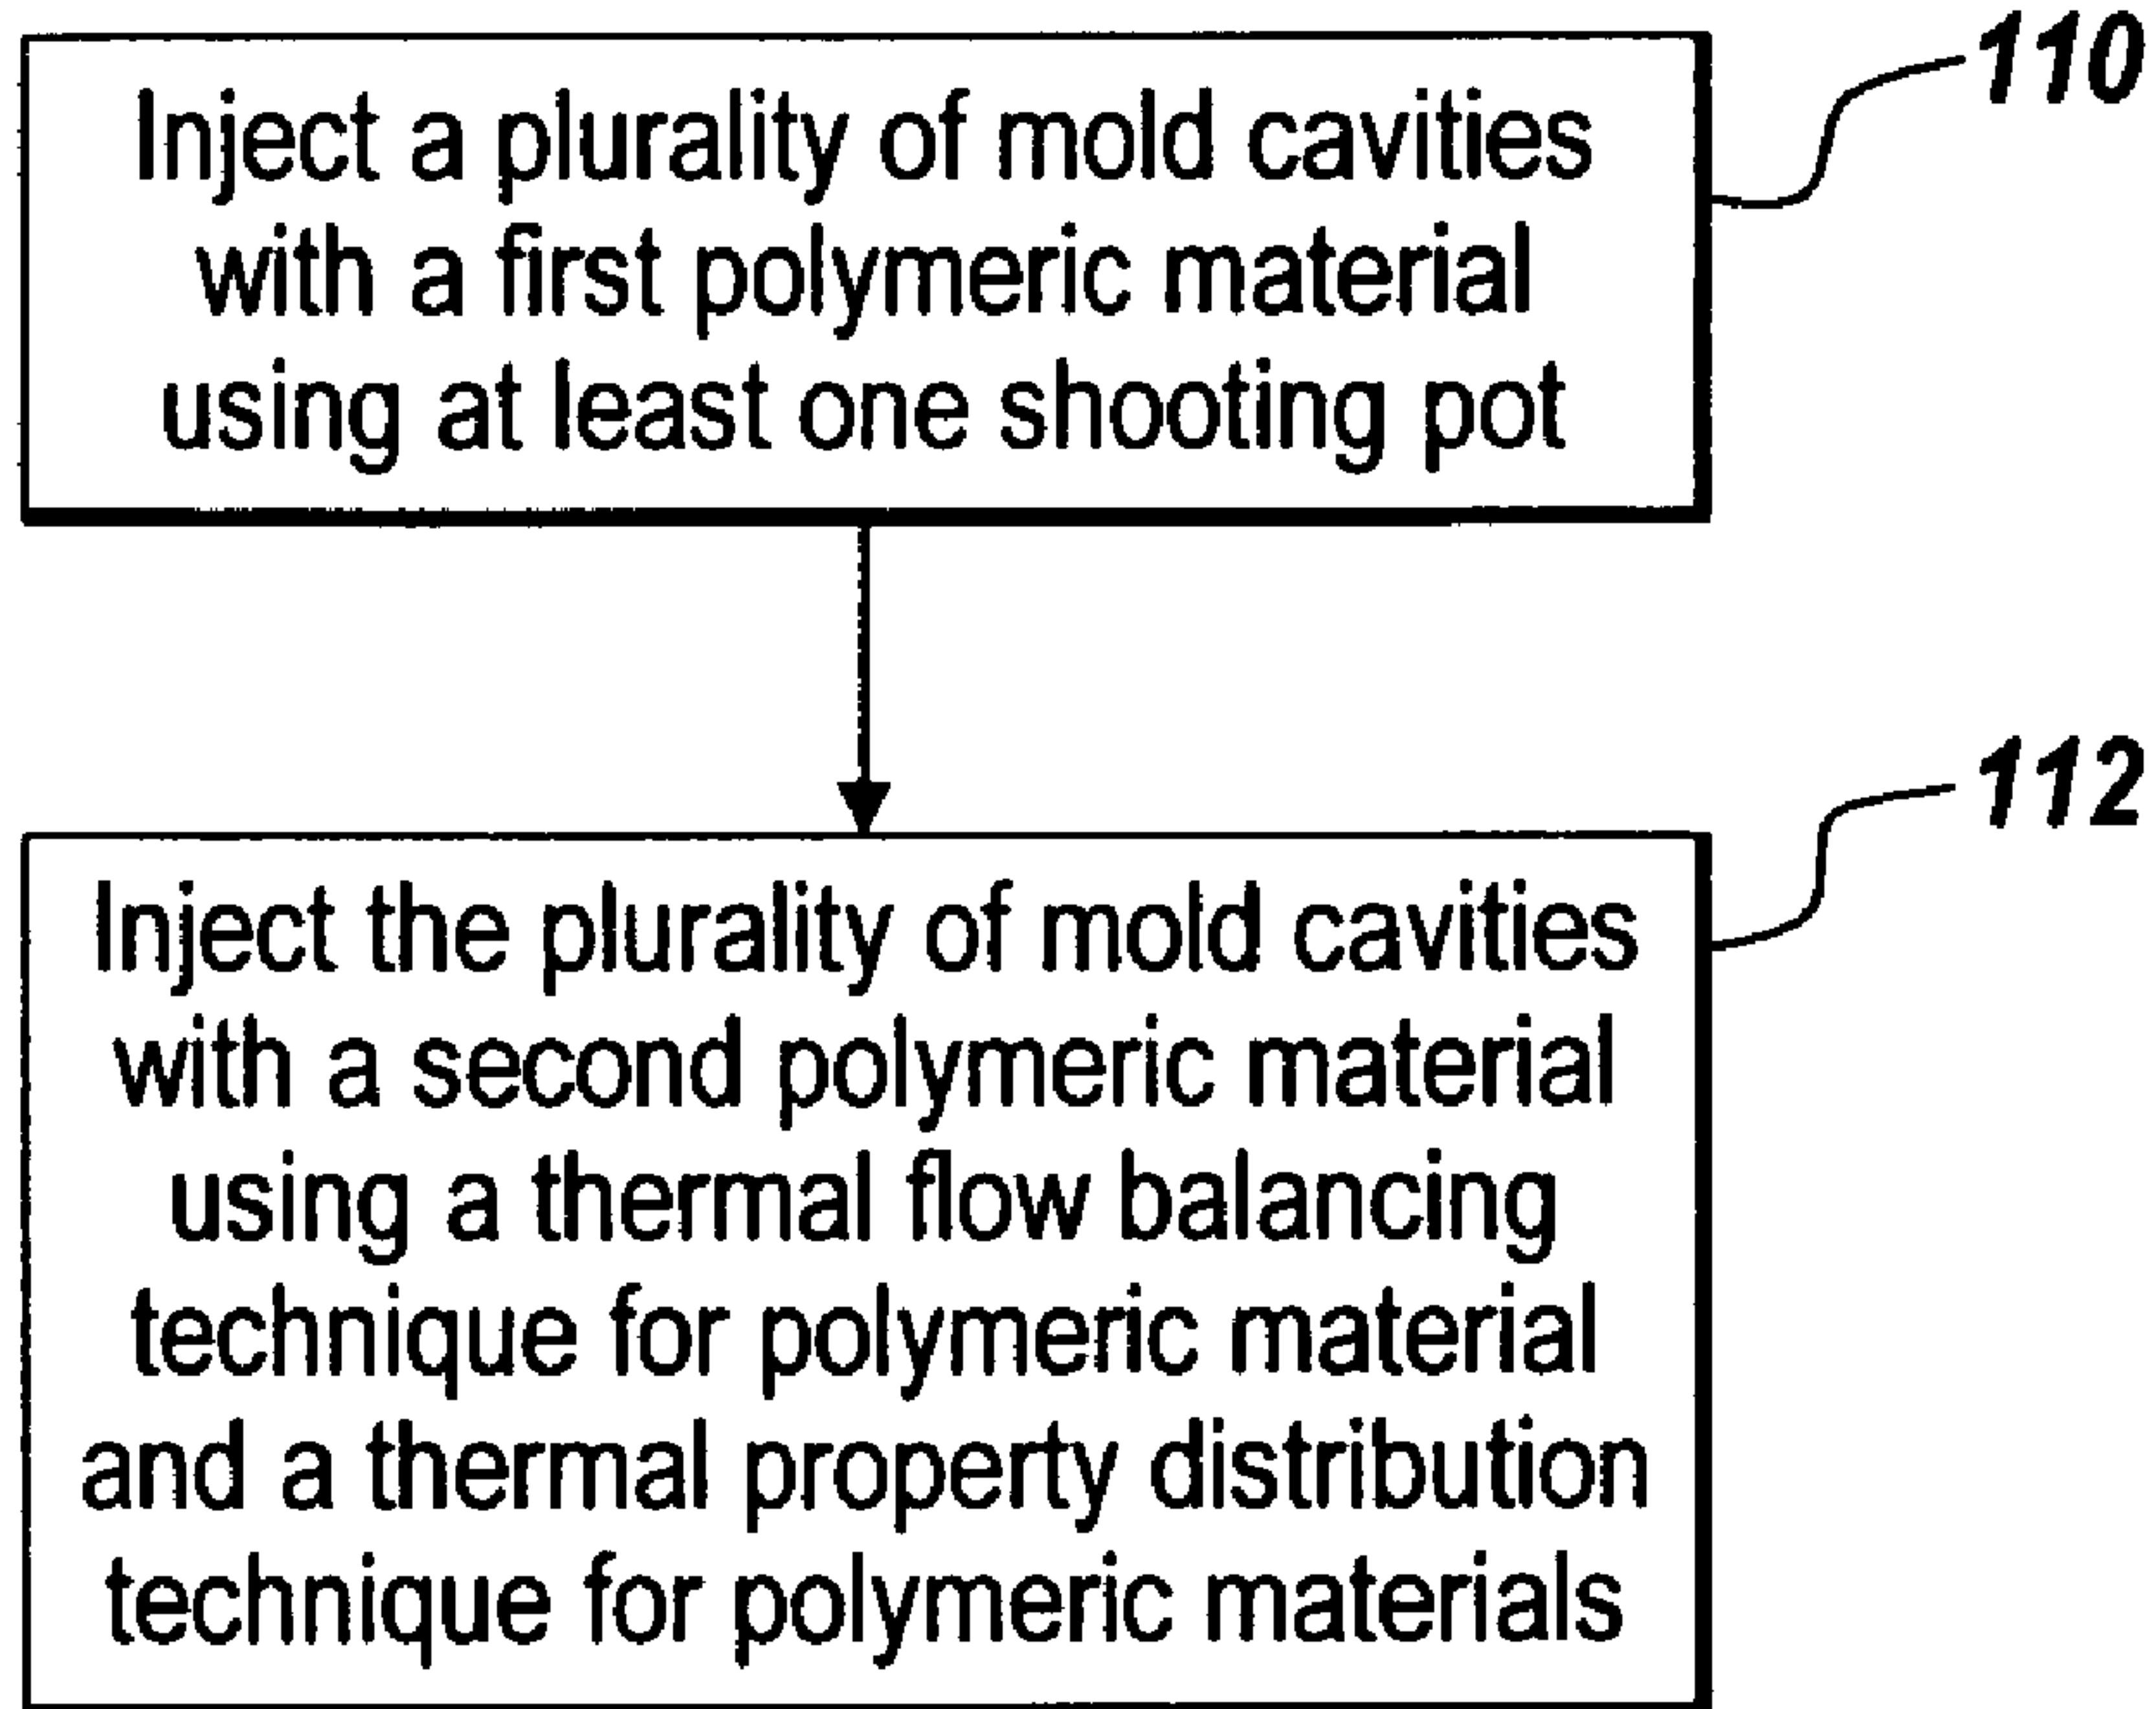 110
Inject a plurality of mold cavities
with a first polymeric material
using at least one shooting pot
112
Inject the plurality of mold cavities
with a second polymeric material
using a thermal flow balancing
technique for polymeric material
and a thermal property distribution
technique for polymeric materials